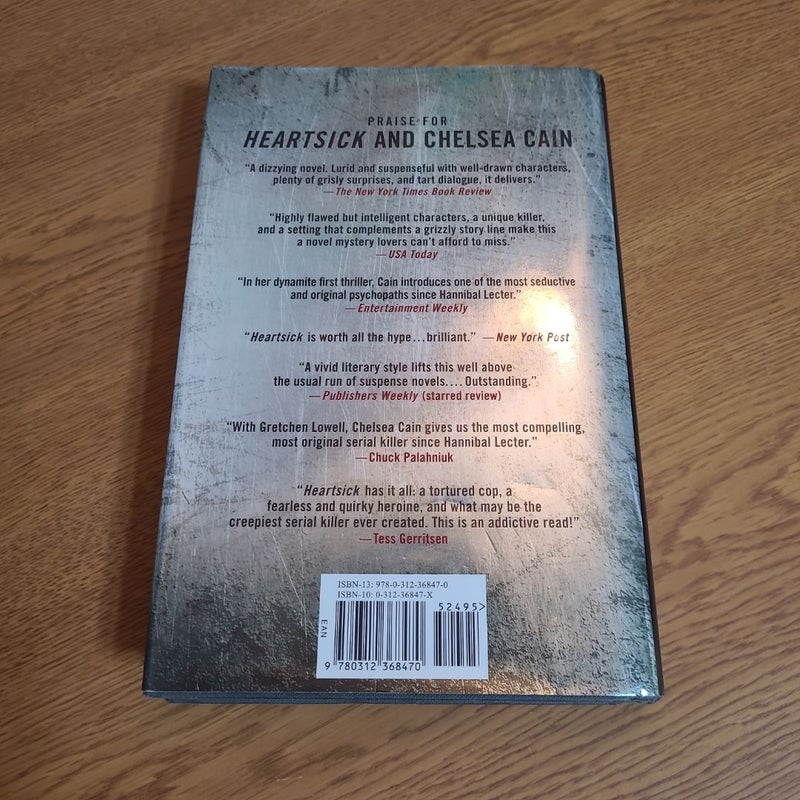 PRAISE FOR
HEARTSICK AND CHELSEA CAIN
“A dizzying novel. Lurid and suspenseful with well-drawn characters,
plenty of grisly surprises, and tart dialogue, it delivers.”
—The New York Times Book Review
“Highly flawed but intelligent characters, a unique killer,
and a setting that complements a grizzly story line make this
a novel mystery lovers can’t afford to miss.”
—USA Today
“In her dynamite first thriller, Cain introduces one of the most seductive
and original psychopaths since Hannibal Lecter.”
—Entertainment Weekly
“Heartsick is worth all the hype...brilliant.” —New York Post
“A vivid literary style lifts this well above
the usual run of suspense novels.... Outstanding.”
—Publishers Weekly (starred review)
“With Gretchen Lowell, Chelsea Cain gives us the most compelling,
most original serial killer since Hannibal Lecter.”
—Chuck Palahniuk
“Heartsick has it all: a tortured cop, a
fearless and quirky heroine, and what may be the
creepiest serial killer ever created. This is an addictive read!”
—Tess Gerritsen
ISBN-13: 978-0-312-36847-0
ISBN-10: 0-312-36847-X
52495>
EAN
9 780312 368470